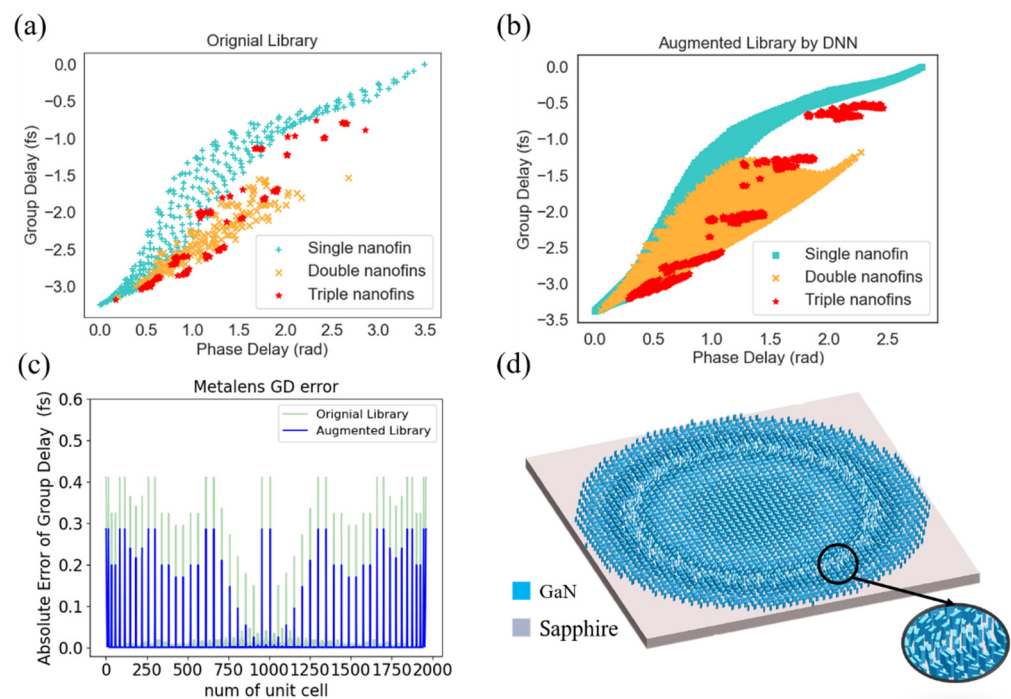 (a)
Orignial Library
Group Delay (fs)
0.0
−0.5
−1.0
−1.5
−2.0
−2.5
−3.0
Single nanofin
Double nanofins
Triple nanofins
0.0 0.5 1.0 1.5 2.0 2.5 3.0 3.5
Phase Delay (rad)
(b)
Augmented Library by DNN
Group Delay (fs)
0.0
−0.5
−1.0
−1.5
−2.0
−2.5
−3.0
−3.5
Single nanofin
Double nanofins
Triple nanofins
0.0 0.5 1.0 1.5 2.0 2.5
Phase Delay (rad)
(c)
Metalens GD error
Absolute Error of Group Delay (fs)
0.6
0.5
0.4
0.3
0.2
0.1
0.0
Orignial Library
Augmented Library
0 250 500 750 1000 1250 1500 1750 2000
num of unit cell
(d)
GaN
Sapphire